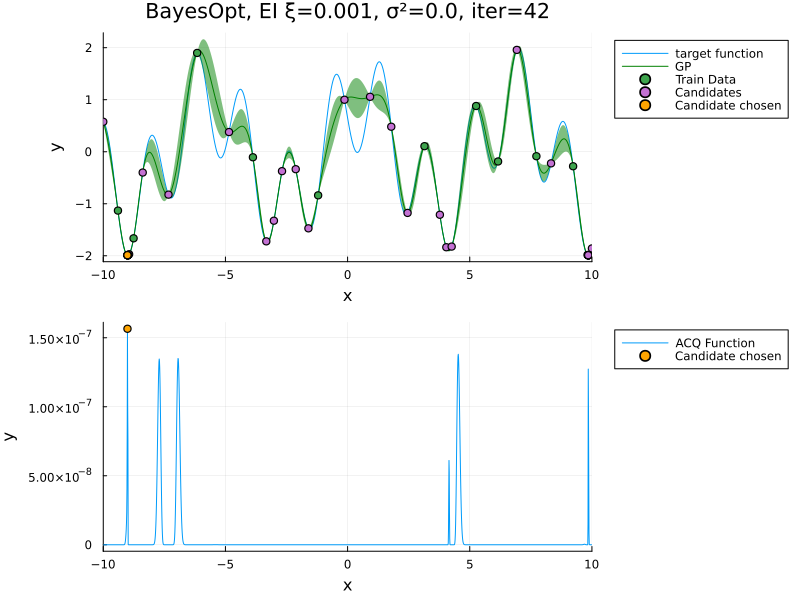 BayesOpt, EI ξ=0.001, σ²=0.0, iter=42
2
1
0
−1
−2
y
−10
−5
0
5
10
x
target function
GP
Train Data
Candidates
Candidate chosen
1.50×10⁻⁷
1.00×10⁻⁷
5.00×10⁻⁸
0
y
−10
−5
0
5
10
x
ACQ Function
Candidate chosen